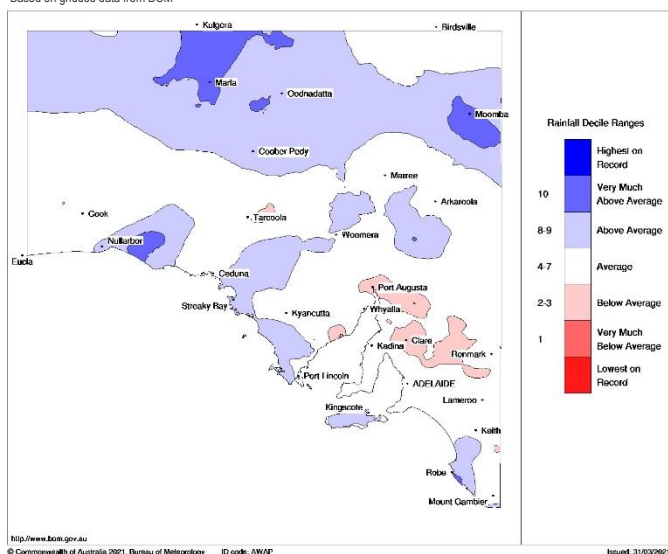 Based on gridded data from BOM
Kulgera
Birdsville
Marla
Oodnadatta
Moomba
Coober Pedy
Marree
Arkaroola
Cook
Tarcoola
Nullarbor
Woomera
Eucla
Ceduna
Port Augusta
Streaky Bay
Kyancutta
Whyalla
Kadina
Clare
Renmark
Port Lincoln
ADELAIDE
Lameroo
Kingscote
Keith
Robe
Mount Gambier
Rainfall Decile Ranges
Highest on
Record
10
Very Much
Above Average
8-9
Above Average
4-7
Average
2-3
Below Average
1
Very Much
Below Average
Lowest on
Record
http://www.bom.gov.au
© Commonwealth of Australia 2021, Bureau of Meteorology
ID code: AWAP
Issued: 31/03/202